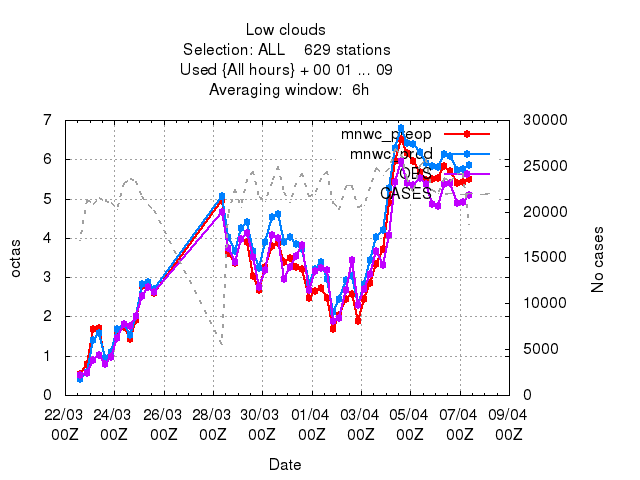 Low clouds
Selection: ALL    629 stations
Used {All hours} + 00 01 ... 09
Averaging window:  6h
7 30000
mnwc_preop
mnwc_prod
6 25000
OBS
CASES
5 20000
octas
4 15000
No cases
3 10000
2
1 5000
0 0
22/03 24/03 26/03 28/03 30/03 01/04 03/04 05/04 07/04 09/04
00Z 00Z 00Z 00Z 00Z 00Z 00Z 00Z 00Z 00Z
Date